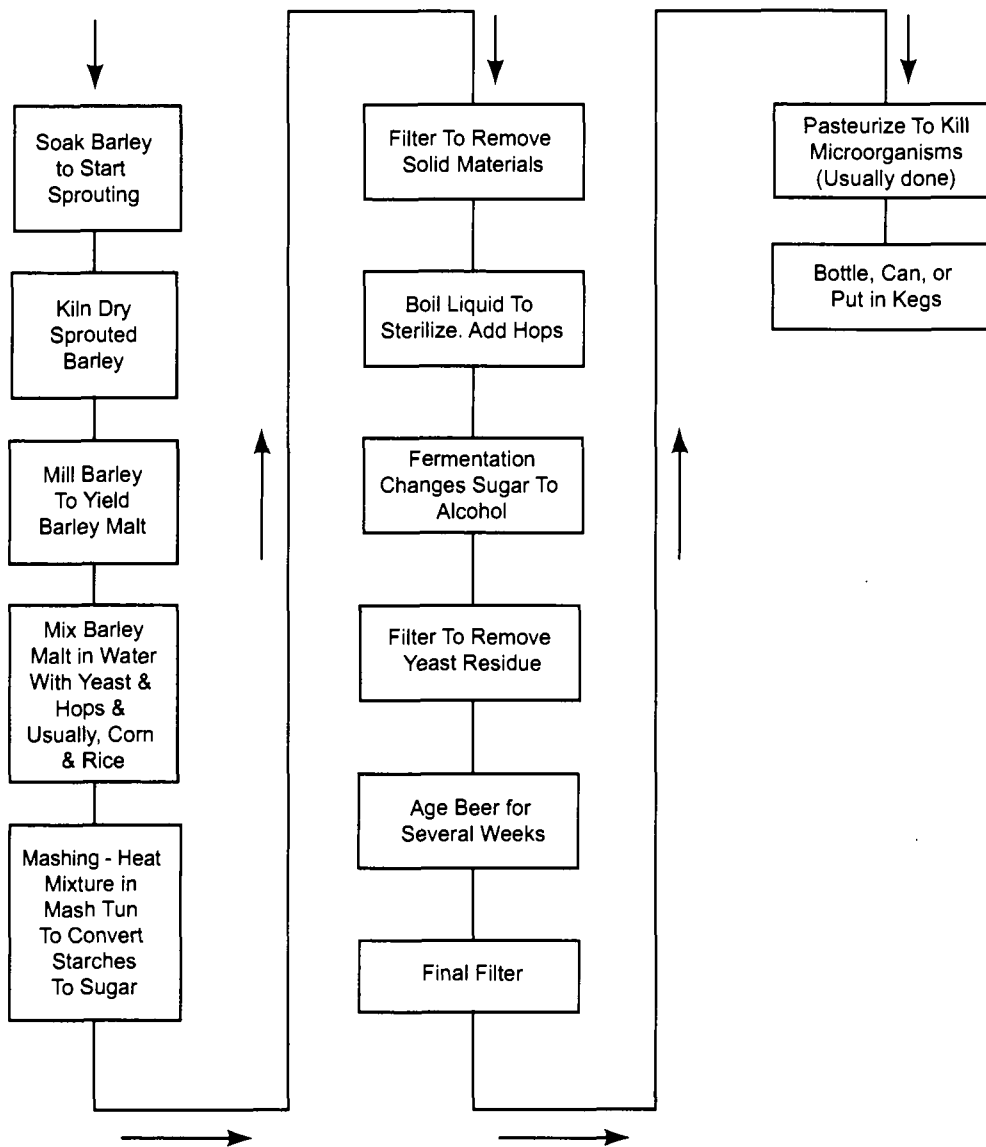 Soak Barley
to Start
Sprouting
Kiln Dry
Sprouted
Barley
Mill Barley
To Yield
Barley Malt
Mix Barley
Malt in Water
With Yeast &
Hops &
Usually, Corn
& Rice
Mashing - Heat
Mixture in
Mash Tun
To Convert
Starches
To Sugar
Filter To Remove
Solid Materials
Boil Liquid To
Sterilize. Add Hops
Fermentation
Changes Sugar To
Alcohol
Filter To Remove
Yeast Residue
Age Beer for
Several Weeks
Final Filter
Pasteurize To Kill
Microorganisms
(Usually done)
Bottle, Can, or
Put in Kegs